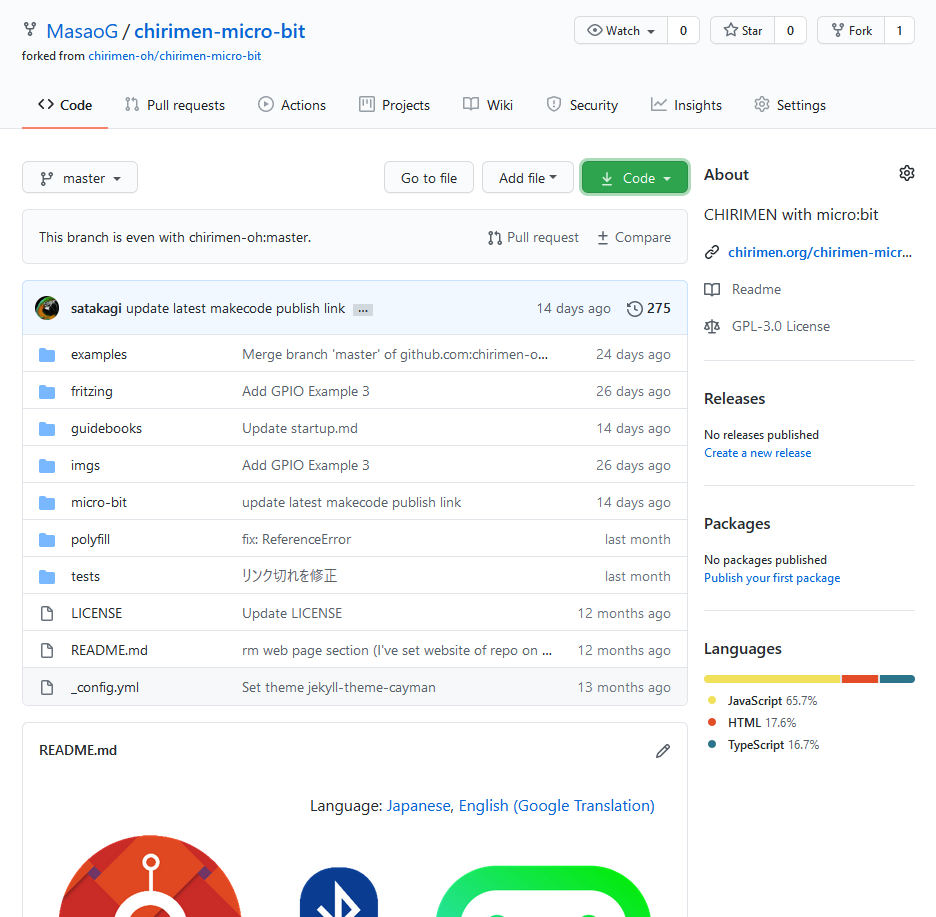 MasaoG / chirimen-micro-bit
Watch 0 Star 0 Fork 1
forked from chirimen-oh/chirimen-micro-bit
Code Pull requests Actions Projects Wiki Security Insights Settings
master Go to file Add file Code
This branch is even with chirimen-oh:master. Pull request Compare
satakagi update latest makecode publish link ... 14 days ago 275
examples Merge branch 'master' of github.com:chirimen-o... 24 days ago
fritzing Add GPIO Example 3 26 days ago
guidebooks Update startup.md 14 days ago
imgs Add GPIO Example 3 26 days ago
micro-bit update latest makecode publish link 14 days ago
polyfill fix: ReferenceError last month
tests リンク切れを修正 last month
LICENSE Update LICENSE 12 months ago
README.md rm web page section (I've set website of repo on ... 12 months ago
_config.yml Set theme jekyll-theme-cayman 13 months ago
README.md
Language: Japanese, English (Google Translation)
About
CHIRIMEN with micro:bit
chirimen.org/chirimen-micr...
Readme
GPL-3.0 License
Releases
No releases published
Create a new release
Packages
No packages published
Publish your first package
Languages
JavaScript 65.7%
HTML 17.6%
TypeScript 16.7%